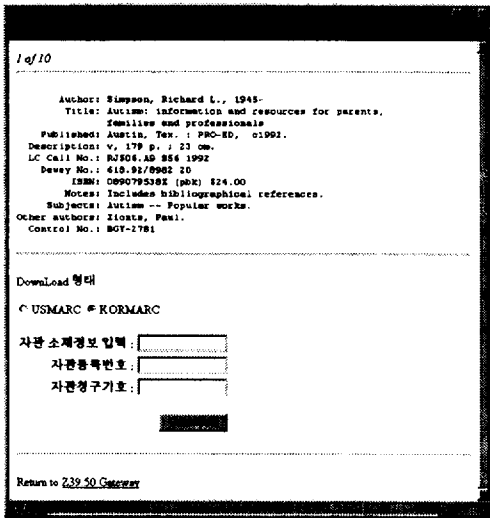 1 of 10
Author: Simpson, Richard L., 1945-
Title: Autism: information and resources for parents,
families and professionals
Published: Austin, Tex. : PRO-ED, c1992.
Description: v, 179 p. ; 23 cm.
LC Call No.: RJ506.A9 S56 1992
Dewey No.: 618.92/8982 20
ISBN: 089079538X (pbk) $24.00
Notes: Includes bibliographical references.
Subjects: Autism -- Popular works.
Other authors: Zionts, Paul.
Control No.: BGY-2781
DownLoad 형태
USMARC KORMARC
자관 소재정보 입력 :
자관등록번호 :
자관청구기호 :
Return to Z39.50 Gateway